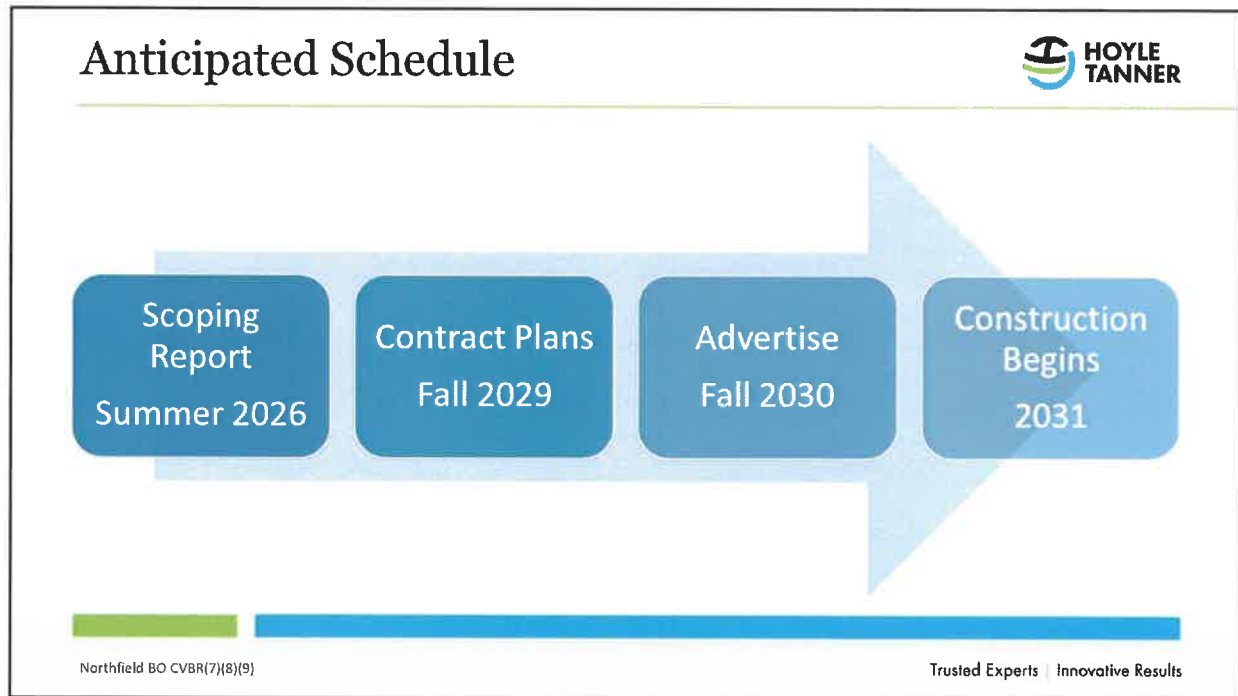 Anticipated Schedule
HOYLE
TANNER
Scoping
Report
Summer 2026
Contract Plans
Fall 2029
Advertise
Fall 2030
Construction
Begins
2031
Northfield BO CVBR(7)(8)(9)
Trusted Experts | Innovative Results